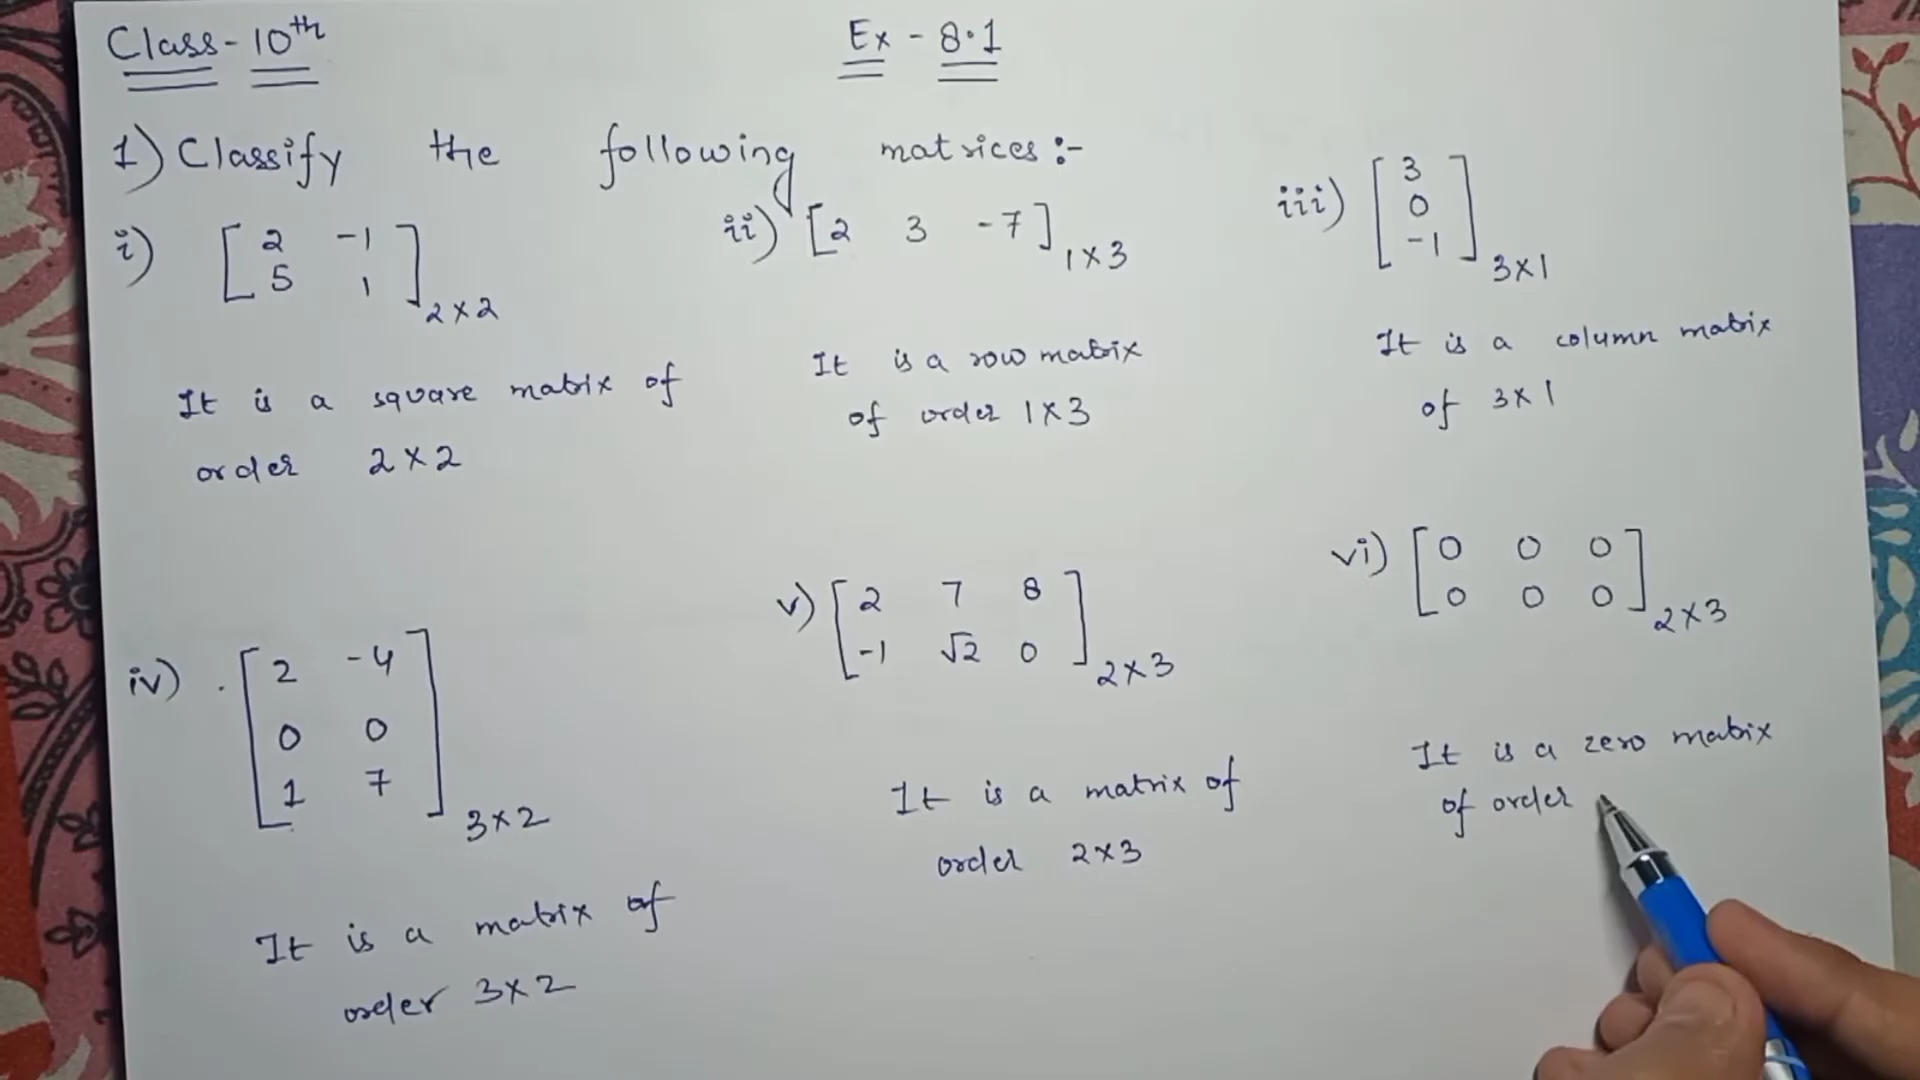 Class - 10th
Ex - 8.1
1) Classify the following matrices :-
i) [ 2 -1
5 1 ] 2×2
It is a square matrix of
order 2×2
ii) [ 2 3 -7 ] 1×3
It is a row matrix
of order 1×3
iii) [ 3
0
-1 ] 3×1
It is a column matrix
of 3×1
iv) [ 2 -4
0 0
1 7 ] 3×2
It is a matrix of
order 3×2
v) [ 2 7 8
-1 √2 0 ] 2×3
It is a matrix of
order 2×3
vi) [ 0 0 0
0 0 0 ] 2×3
It is a zero matrix
of order